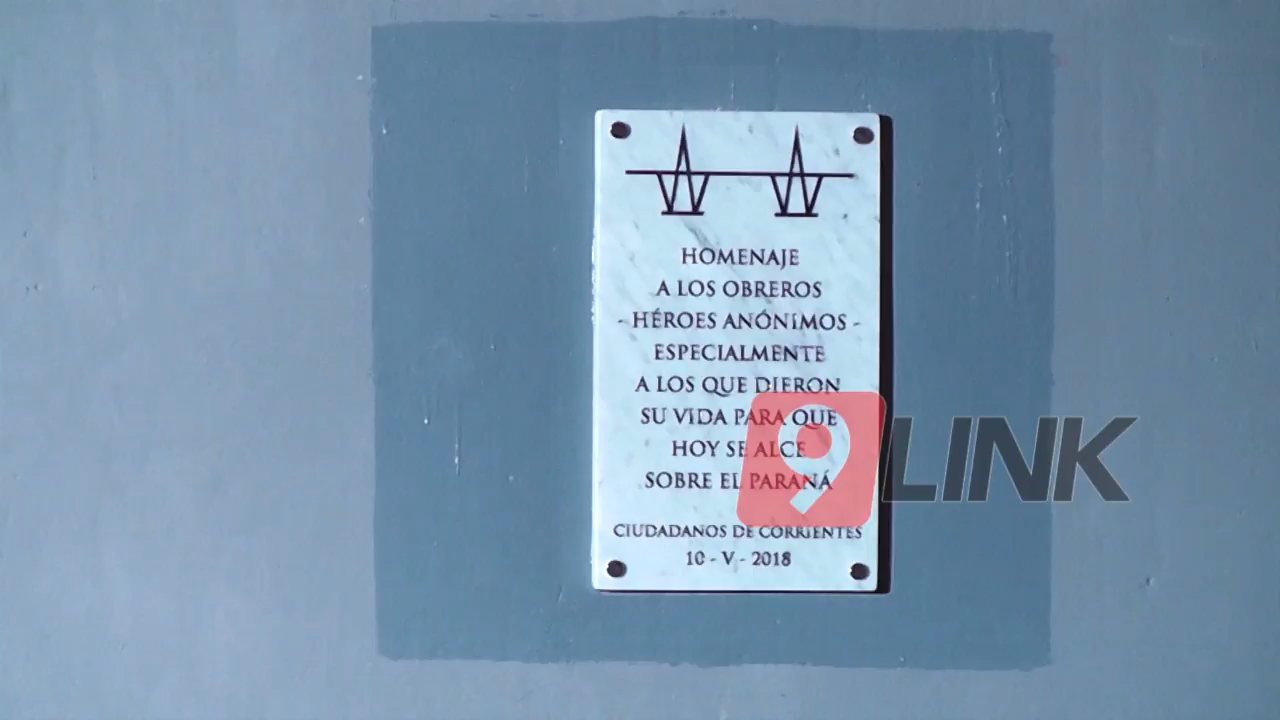 HOMENAJE
A LOS OBREROS
- HÉROES ANÓNIMOS -
ESPECIALMENTE
A LOS QUE DIERON
SU VIDA PARA QUE
HOY SE ALCE
SOBRE EL PARANÁ
CIUDADANOS DE CORRIENTES
10 - V - 2018
9 LINK